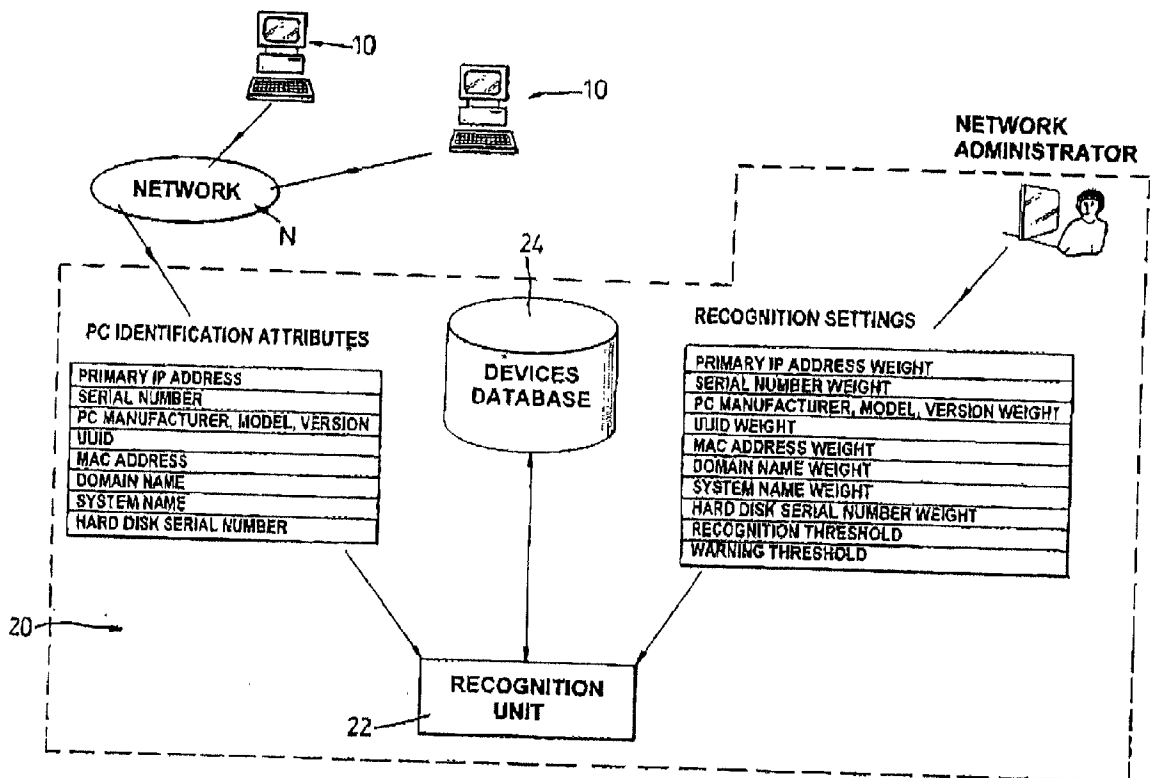 10
10
NETWORK
ADMINISTRATOR
NETWORK
N
24
PC IDENTIFICATION ATTRIBUTES
RECOGNITION SETTINGS
PRIMARY IP ADDRESS
SERIAL NUMBER
PC MANUFACTURER, MODEL, VERSION
UUID
MAC ADDRESS
DOMAIN NAME
SYSTEM NAME
HARD DISK SERIAL NUMBER
DEVICES
DATABASE
PRIMARY IP ADDRESS WEIGHT
SERIAL NUMBER WEIGHT
PC MANUFACTURER, MODEL, VERSION WEIGHT
UUID WEIGHT
MAC ADDRESS WEIGHT
DOMAIN NAME WEIGHT
SYSTEM NAME WEIGHT
HARD DISK SERIAL NUMBER WEIGHT
RECOGNITION THRESHOLD
WARNING THRESHOLD
20
RECOGNITION
UNIT
22